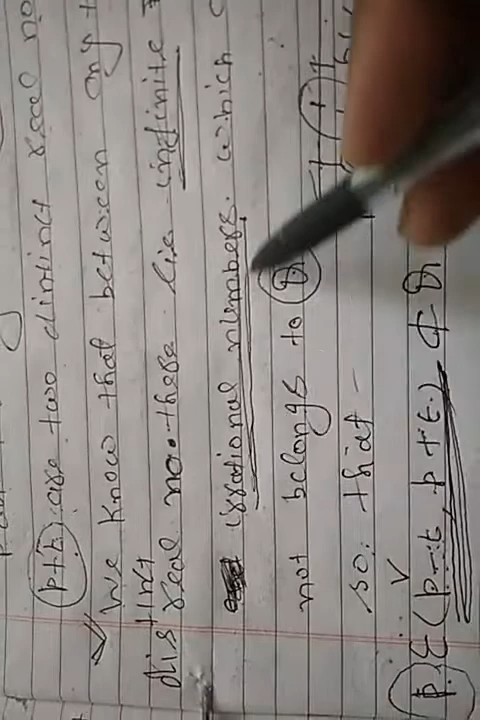 p+ε) are two distinct real no
We know that between any t
distinct
real no. there lie infinite
irrational numbers. which
not belongs to Q
so that -
p ∈ (p-ε, p+ε) ⊄ Q